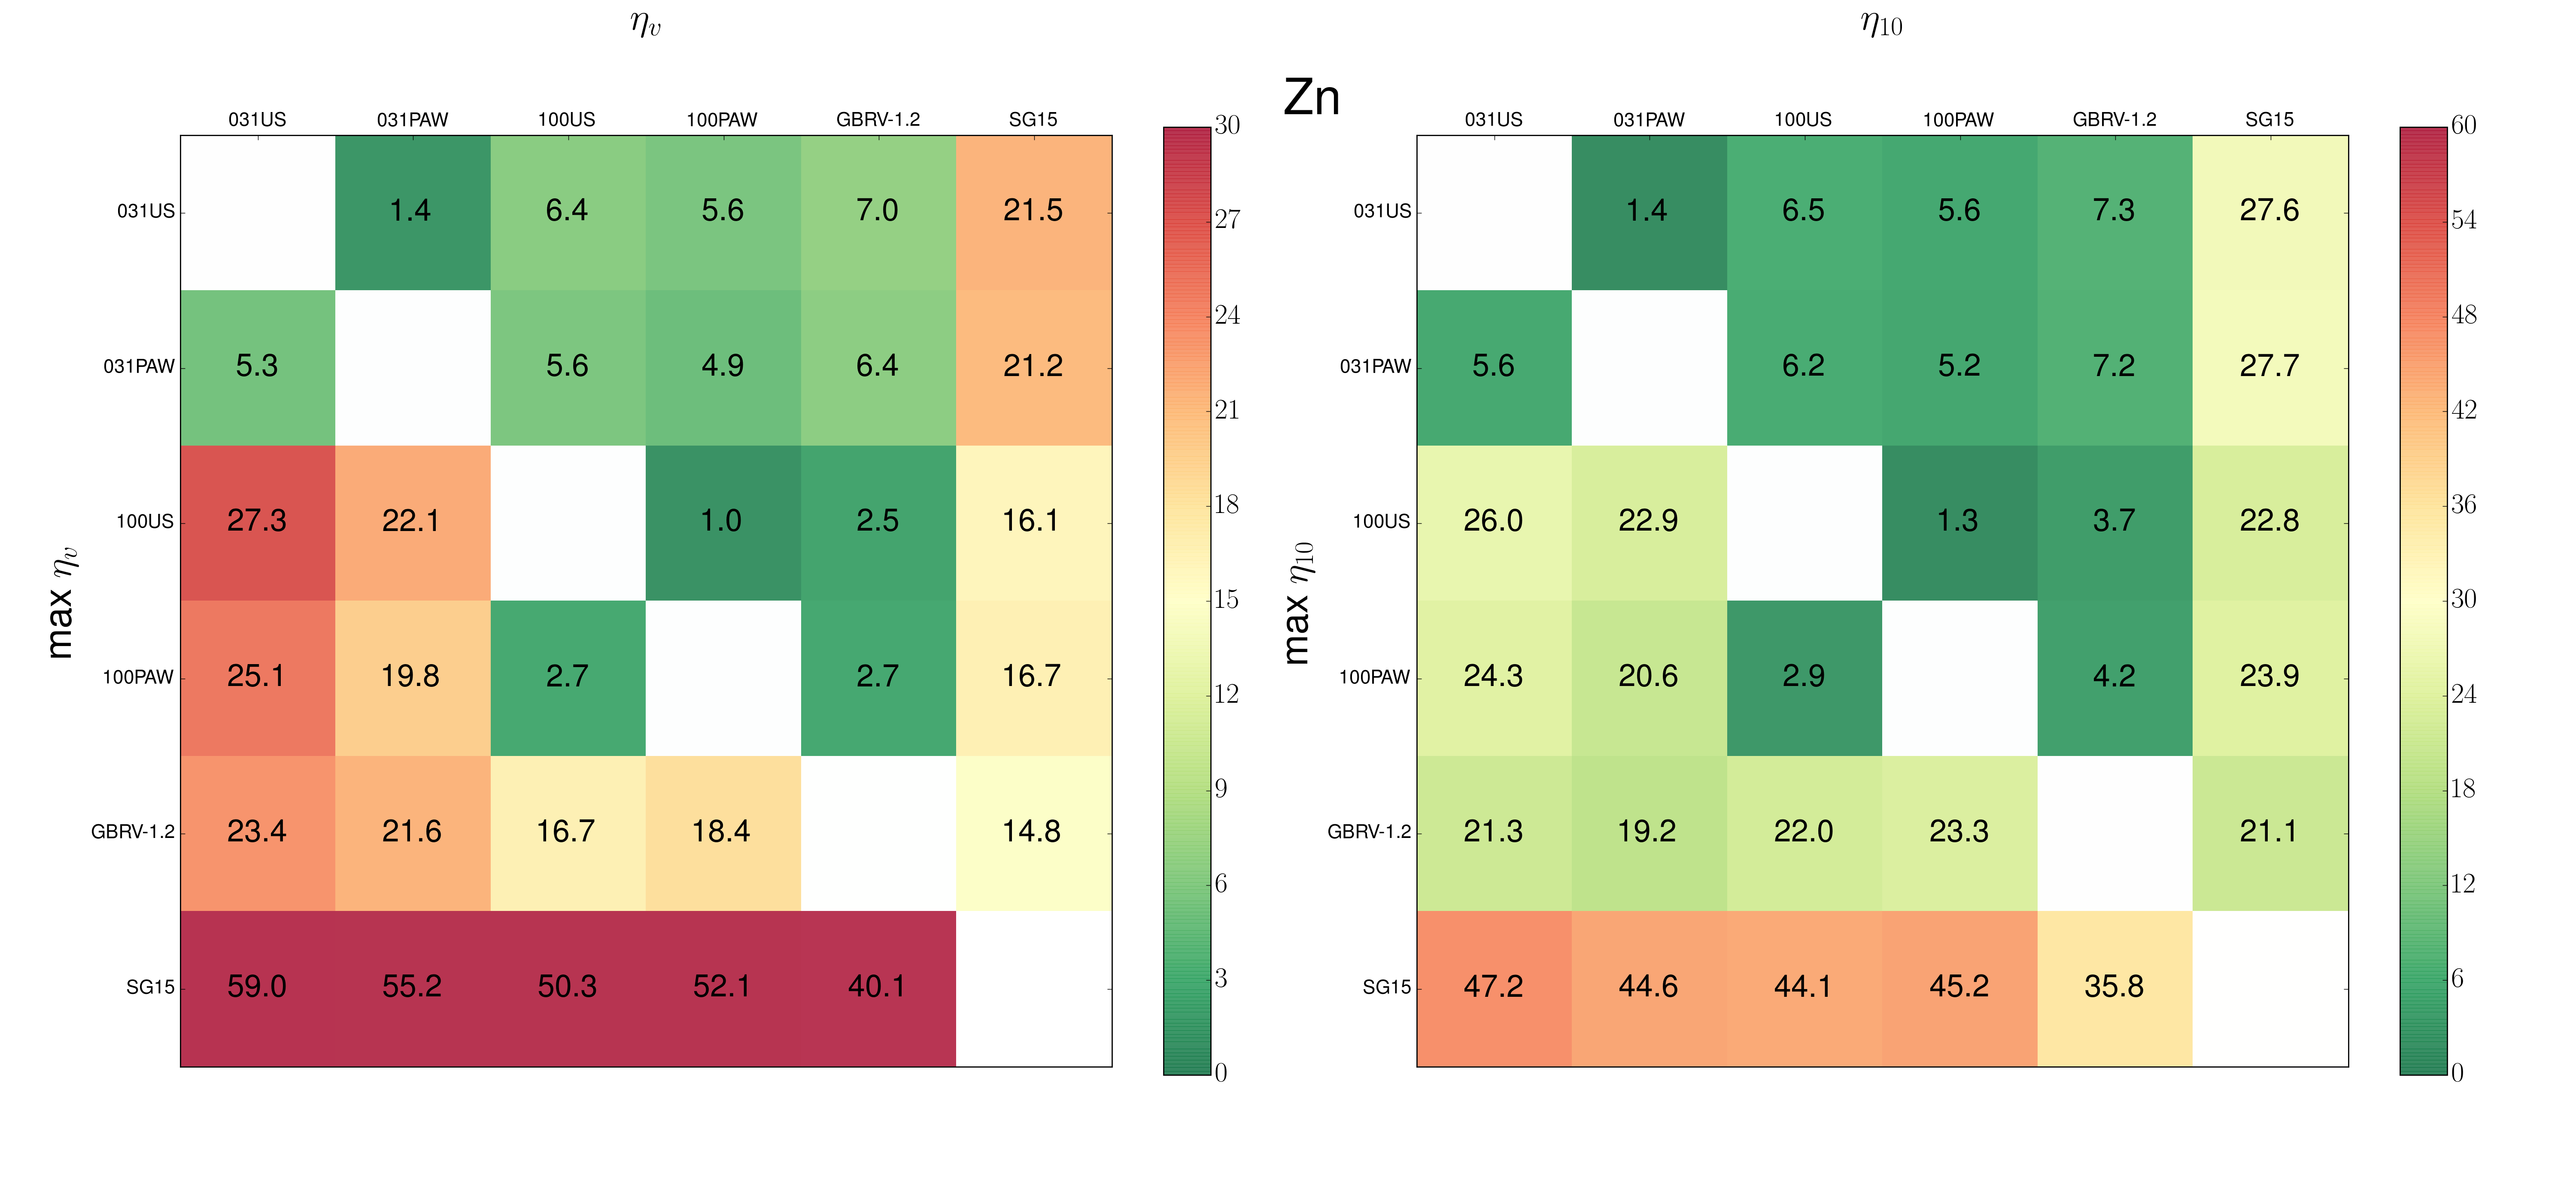 η_v
031US 031PAW 100US 100PAW GBRV-1.2 SG15
031US 1.4 6.4 5.6 7.0 21.5
031PAW 5.3 5.6 4.9 6.4 21.2
100US 27.3 22.1 1.0 2.5 16.1
100PAW 25.1 19.8 2.7 2.7 16.7
GBRV-1.2 23.4 21.6 16.7 18.4 14.8
SG15 59.0 55.2 50.3 52.1 40.1
max η_v
30
27
24
21
18
15
12
9
6
3
0
Zn
η_10
031US 031PAW 100US 100PAW GBRV-1.2 SG15
031US 1.4 6.5 5.6 7.3 27.6
031PAW 5.6 6.2 5.2 7.2 27.7
100US 26.0 22.9 1.3 3.7 22.8
100PAW 24.3 20.6 2.9 4.2 23.9
GBRV-1.2 21.3 19.2 22.0 23.3 21.1
SG15 47.2 44.6 44.1 45.2 35.8
max η_10
60
54
48
42
36
30
24
18
12
6
0